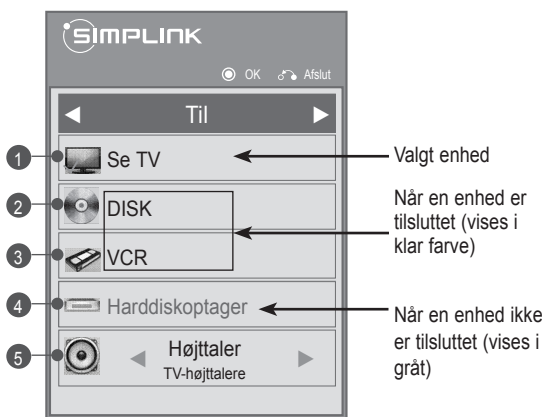 SIMPLINK
OK Afslut
Til
1 Se TV
Valgt enhed
2 DISK
Når en enhed er
tilsluttet (vises i
klar farve)
3 VCR
4 Harddiskoptager
Når en enhed ikke
er tilsluttet (vises i
gråt)
5 Højttaler
TV-højttalere